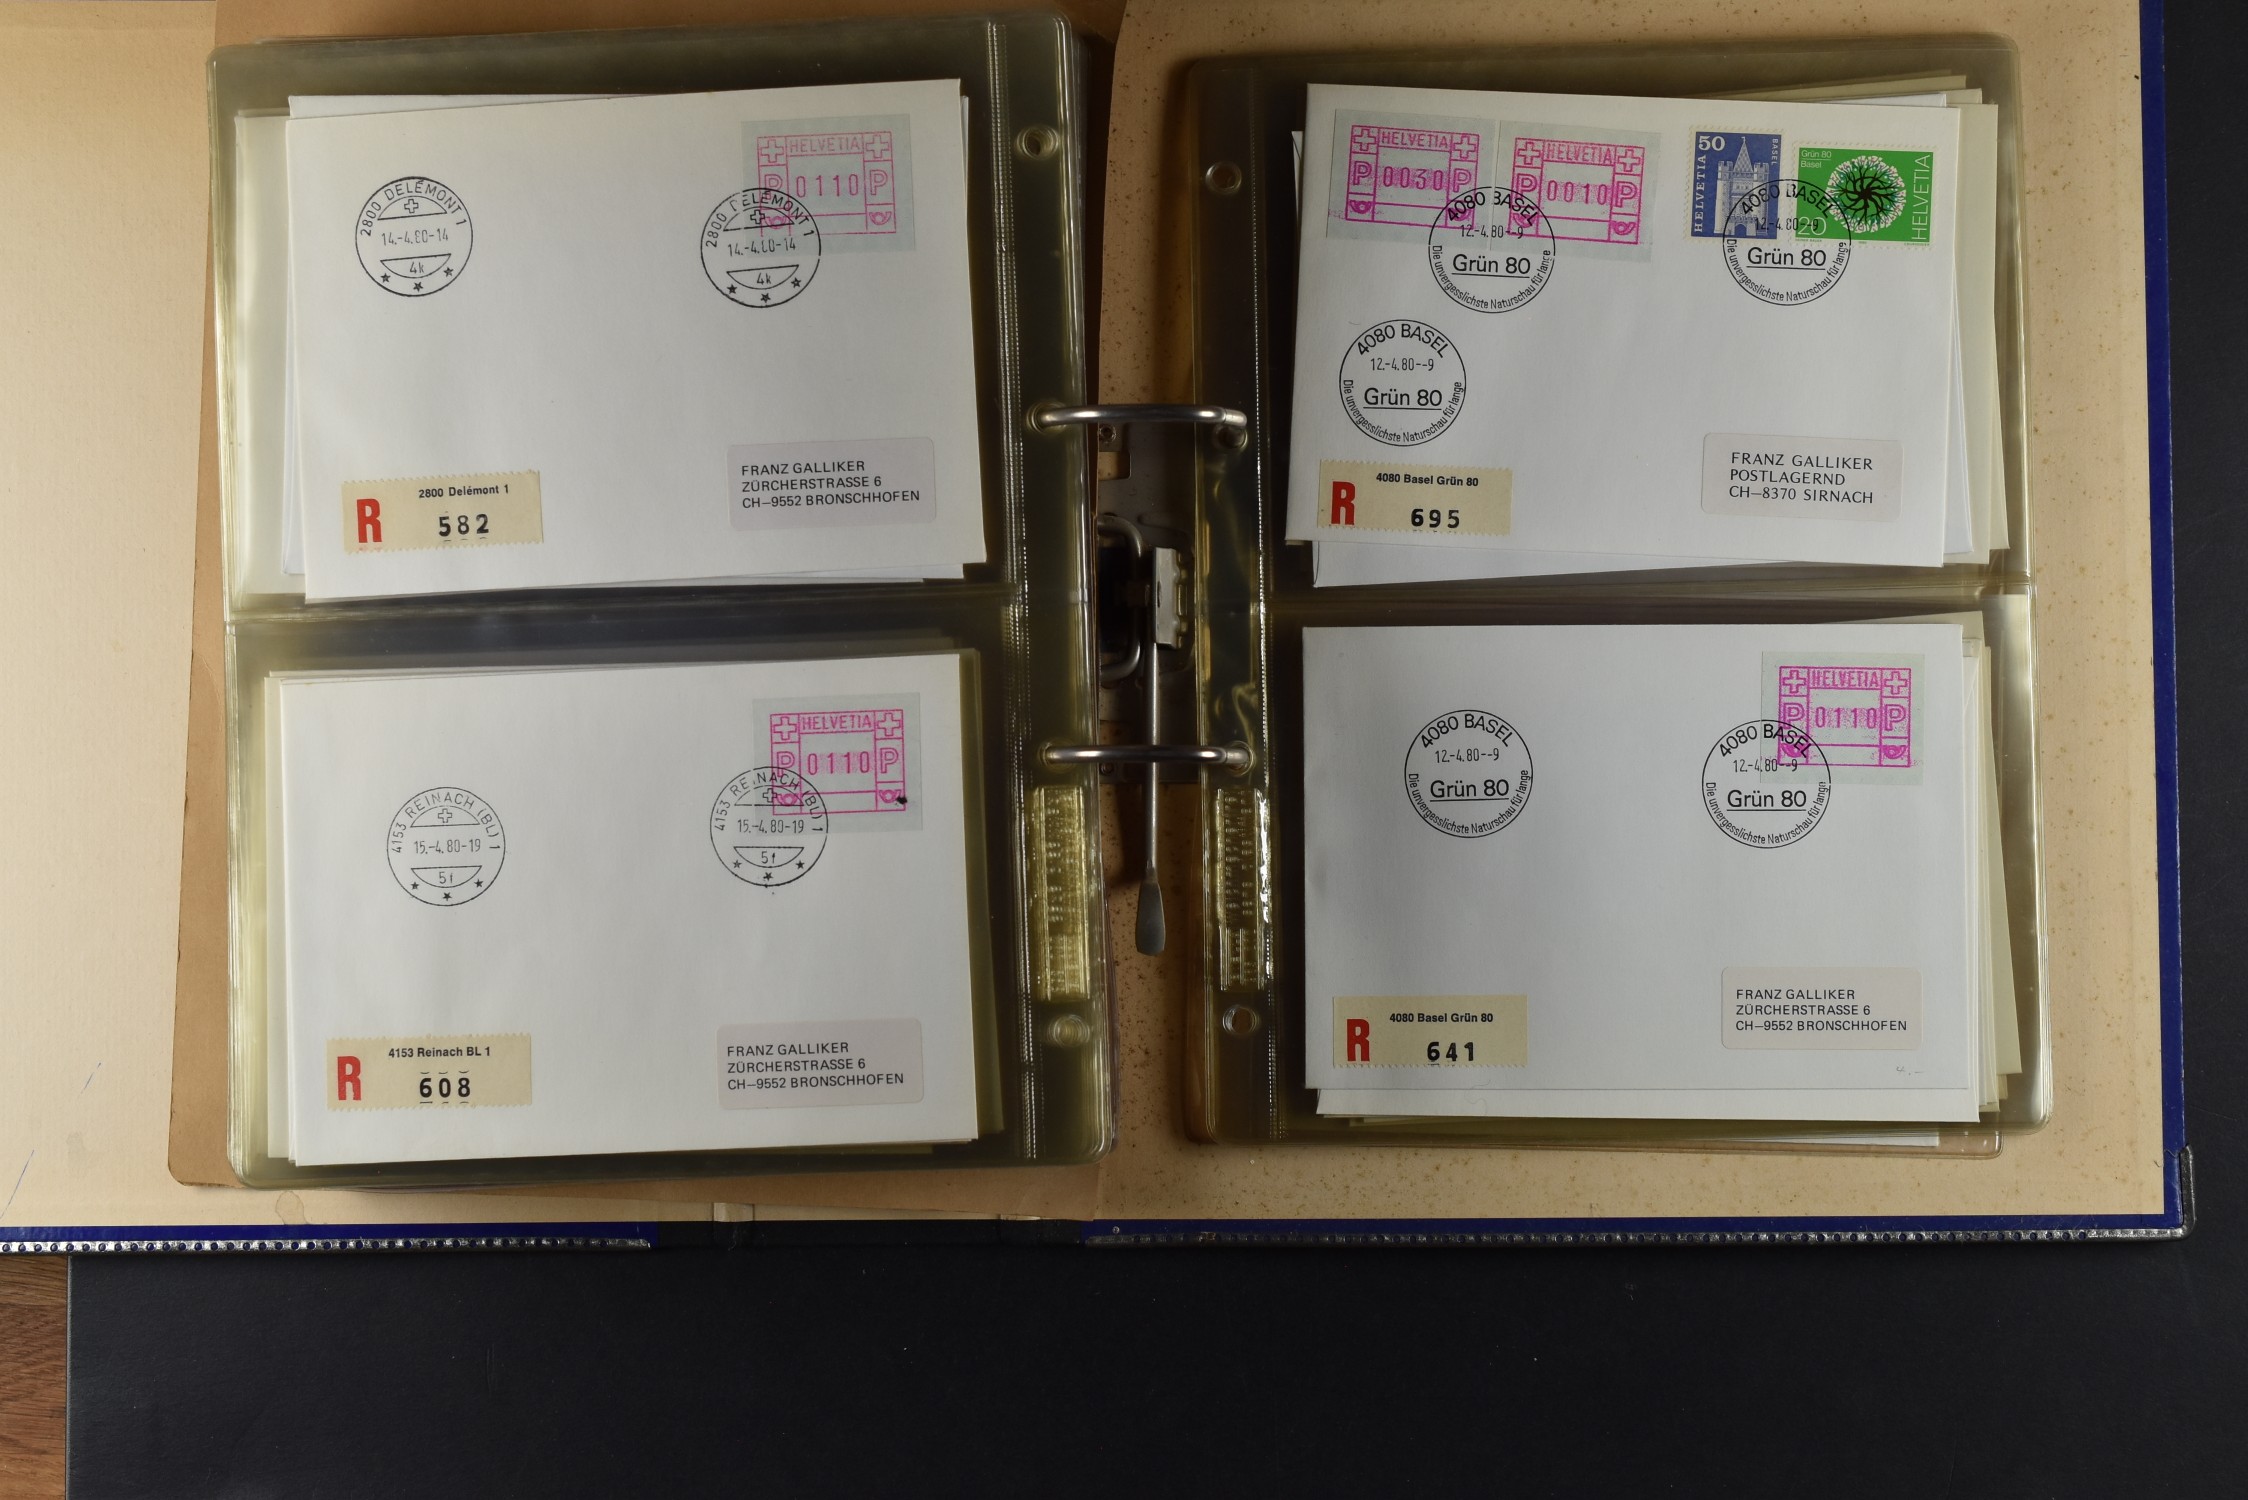 HELVETIA
P 0110 P
2800 DELÉMONT 1
14.-4.80-14
4k
2800 DELÉMONT 1
14.-4.80-14
4k
FRANZ GALLIKER
ZÜRCHERSTRASSE 6
CH–9552 BRONSCHHOFEN
R
2800 Delémont 1
582
HELVETIA
P 0110 P
4153 REINACH (BL) 1
15.-4.80-19
5f
4153 REINACH (BL) 1
15.-4.80-19
5f
FRANZ GALLIKER
ZÜRCHERSTRASSE 6
CH–9552 BRONSCHHOFEN
R
4153 Reinach BL 1
608
HELVETIA
P 0030 P
HELVETIA
P 0010 P
50
BASEL
HELVETIA
Grün 80
Basel
20
HELVETIA
4080 BASEL
12.-4.80--9
Grün 80
Die unvergesslichste Naturschau für lange
4080 BASEL
12.-4.80--9
Grün 80
Die unvergesslichste Naturschau für lange
4080 BASEL
12.-4.80--9
Grün 80
Die unvergesslichste Naturschau für lange
FRANZ GALLIKER
POSTLAGERND
CH–8370 SIRNACH
R
4080 Basel Grün 80
695
HELVETIA
P 0110 P
4080 BASEL
12.-4.80--9
Grün 80
Die unvergesslichste Naturschau für lange
4080 BASEL
12.-4.80--9
Grün 80
Die unvergesslichste Naturschau für lange
FRANZ GALLIKER
ZÜRCHERSTRASSE 6
CH–9552 BRONSCHHOFEN
R
4080 Basel Grün 80
641
4.–